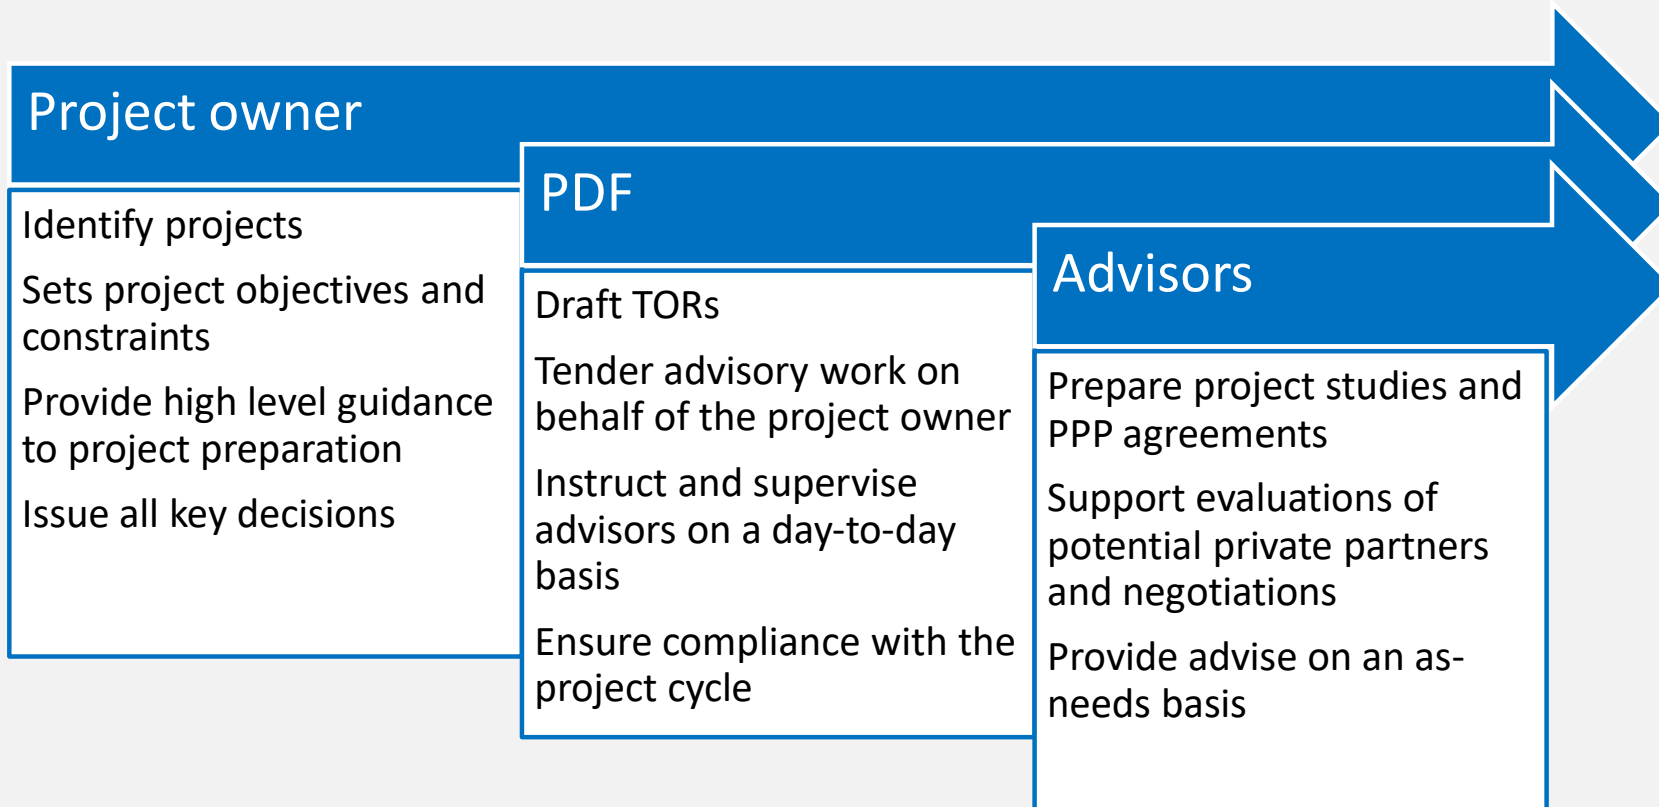 Project owner
Identify projects
Sets project objectives and
constraints
Provide high level guidance
to project preparation
Issue all key decisions
PDF
Draft TORs
Tender advisory work on
behalf of the project owner
Instruct and supervise
advisors on a day-to-day
basis
Ensure compliance with the
project cycle
Advisors
Prepare project studies and
PPP agreements
Support evaluations of
potential private partners
and negotiations
Provide advise on an as-
needs basis